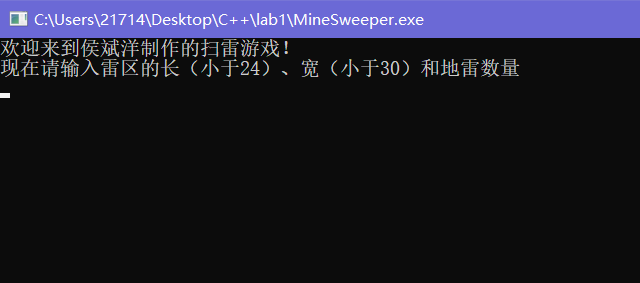 C:\Users\21714\Desktop\C++\lab1\MineSweeper.exe
欢迎来到侯斌洋制作的扫雷游戏！
现在请输入雷区的长（小于24）、宽（小于30）和地雷数量